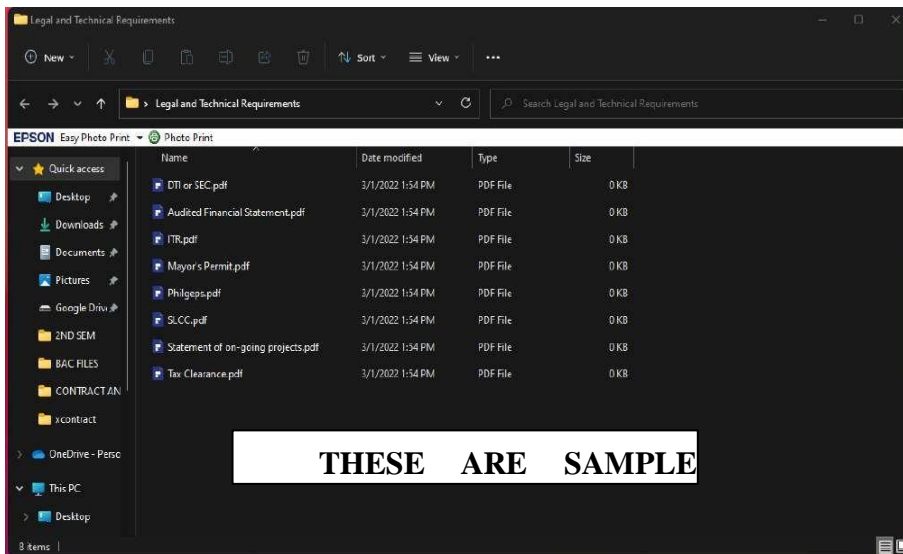 Legal and Technical Requirements
New
Sort
View
Legal and Technical Requirements
Search Legal and Technical Requirements
EPSON Easy Photo Print Photo Print
Name Date modified Type Size
Quick access
DTI or SEC.pdf 3/1/2022 1:54 PM PDF File 0 KB
Desktop
Audited Financial Statement.pdf 3/1/2022 1:54 PM PDF File 0 KB
Downloads
ITR.pdf 3/1/2022 1:54 PM PDF File 0 KB
Documents
Mayor's Permit.pdf 3/1/2022 1:54 PM PDF File 0 KB
Pictures
Philgeps.pdf 3/1/2022 1:54 PM PDF File 0 KB
Google Driv
SLCC.pdf 3/1/2022 1:54 PM PDF File 0 KB
2ND SEM
Statement of on-going projects.pdf 3/1/2022 1:54 PM PDF File 0 KB
BAC FILES
Tax Clearance.pdf 3/1/2022 1:54 PM PDF File 0 KB
CONTRACT AN
xcontract
OneDrive - Perso
THESE ARE SAMPLE
This PC
Desktop
8 items